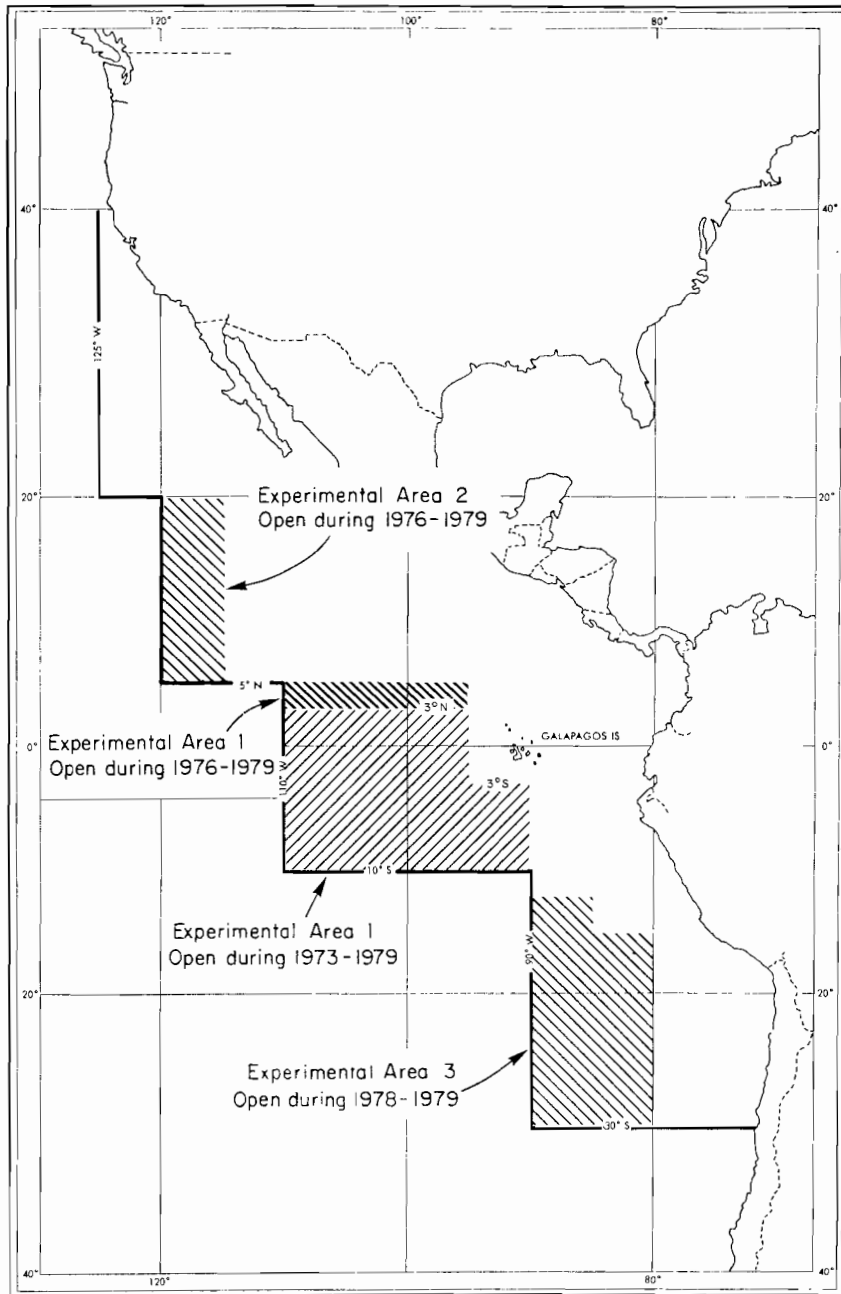 120°
100°
80°
40°
40°
125° W
20°
20°
Experimental Area 2
Open during 1976-1979
5° N
3°N
GALAPAGOS IS
Experimental Area 1
Open during 1976-1979
0°
0°
110° W
3°S
10° S
Experimental Area 1
Open during 1973-1979
90° W
20°
20°
Experimental Area 3
Open during 1978-1979
30° S
40°
40°
120°
80°